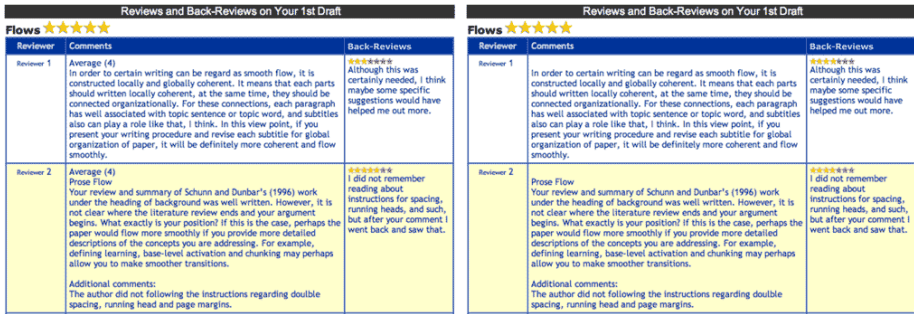 Reviews and Back-Reviews on Your 1st Draft
Flows
Reviewer Comments Back-Reviews
Reviewer 1
Average (4)
In order to certain writing can be regard as smooth flow, it is
constructed locally and globally coherent. It means that each parts
should written locally coherent, at the same time, they should be
connected organizationally. For these connections, each paragraph
has well associated with topic sentence or topic word, and subtitles
also can play a role like that, I think. In this view point, if you
present your writing procedure and revise each subtitle for global
organization of paper, it will be definitely more coherent and flow
smoothly.
Although this was
certainly needed, I think
maybe some specific
suggestions would have
helped me out more.
Reviewer 2
Average (4)
Prose Flow
Your review and summary of Schunn and Dunbar's (1996) work
under the heading of background was well written. However, it is
not clear where the literature review ends and your argument
begins. What exactly is your position? If this is the case, perhaps the
paper would flow more smoothly if you provide more detailed
descriptions of the concepts you are addressing. For example,
defining learning, base-level activation and chunking may perhaps
allow you to make smoother transitions.
Additional comments:
The author did not following the instructions regarding doulble
spacing, running head and page margins.
I did not remember
reading about
instructions for spacing,
running heads, and such,
but after your comment I
went back and saw that.
Reviews and Back-Reviews on Your 1st Draft
Flows
Reviewer Comments Back-Reviews
Reviewer 1
In order to certain writing can be regard as smooth flow, it is
constructed locally and globally coherent. It means that each parts
should written locally coherent, at the same time, they should be
connected organizationally. For these connections, each paragraph
has well associated with topic sentence or topic word, and subtitles
also can play a role like that, I think. In this view point, if you
present your writing procedure and revise each subtitle for global
organization of paper, it will be definitely more coherent and flow
smoothly.
Although this was
certainly needed, I think
maybe some specific
suggestions would have
helped me out more.
Reviewer 2
Prose Flow
Your review and summary of Schunn and Dunbar's (1996) work
under the heading of background was well written. However, it is
not clear where the literature review ends and your argument
begins. What exactly is your position? If this is the case, perhaps the
paper would flow more smoothly if you provide more detailed
descriptions of the concepts you are addressing. For example,
defining learning, base-level activation and chunking may perhaps
allow you to make smoother transitions.
Additional comments:
The author did not following the instructions regarding doulble
spacing, running head and page margins.
I did not remember
reading about
instructions for spacing,
running heads, and such,
but after your comment I
went back and saw that.